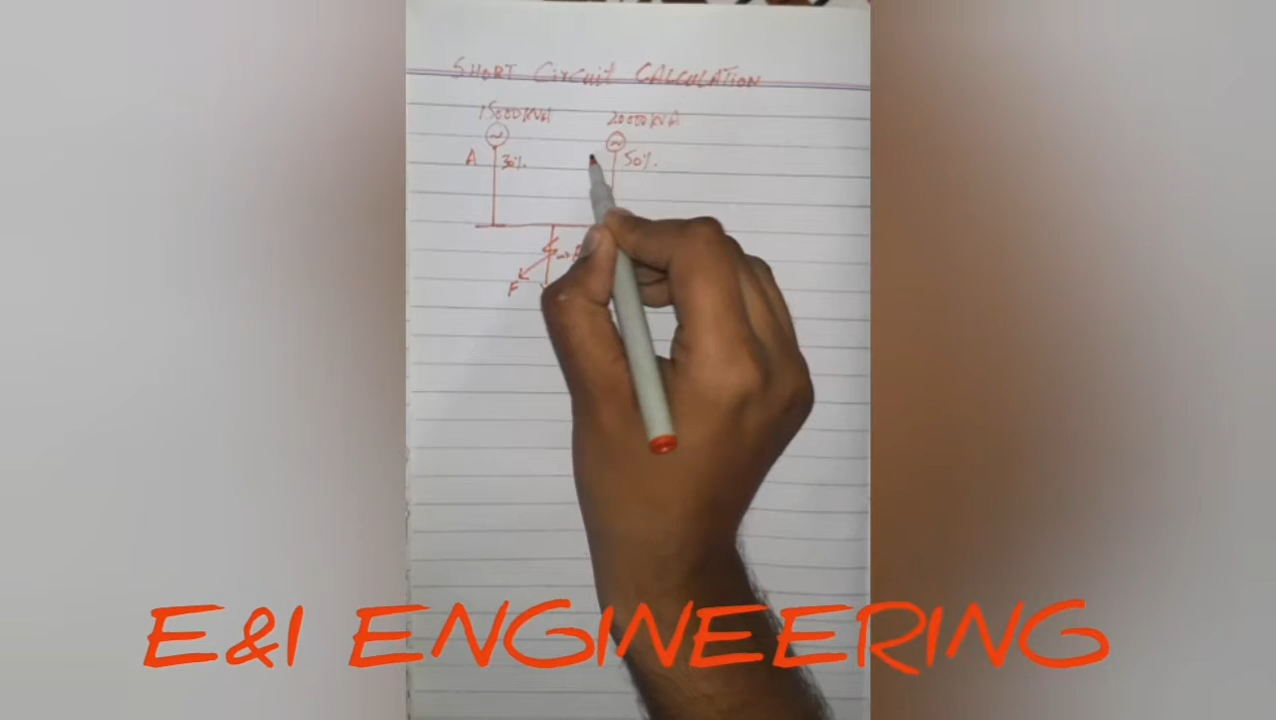 SHORT Circuit CALCULATION
15000KVA 20000KVA
A 30%. 50%.
F
E&I ENGINEERING